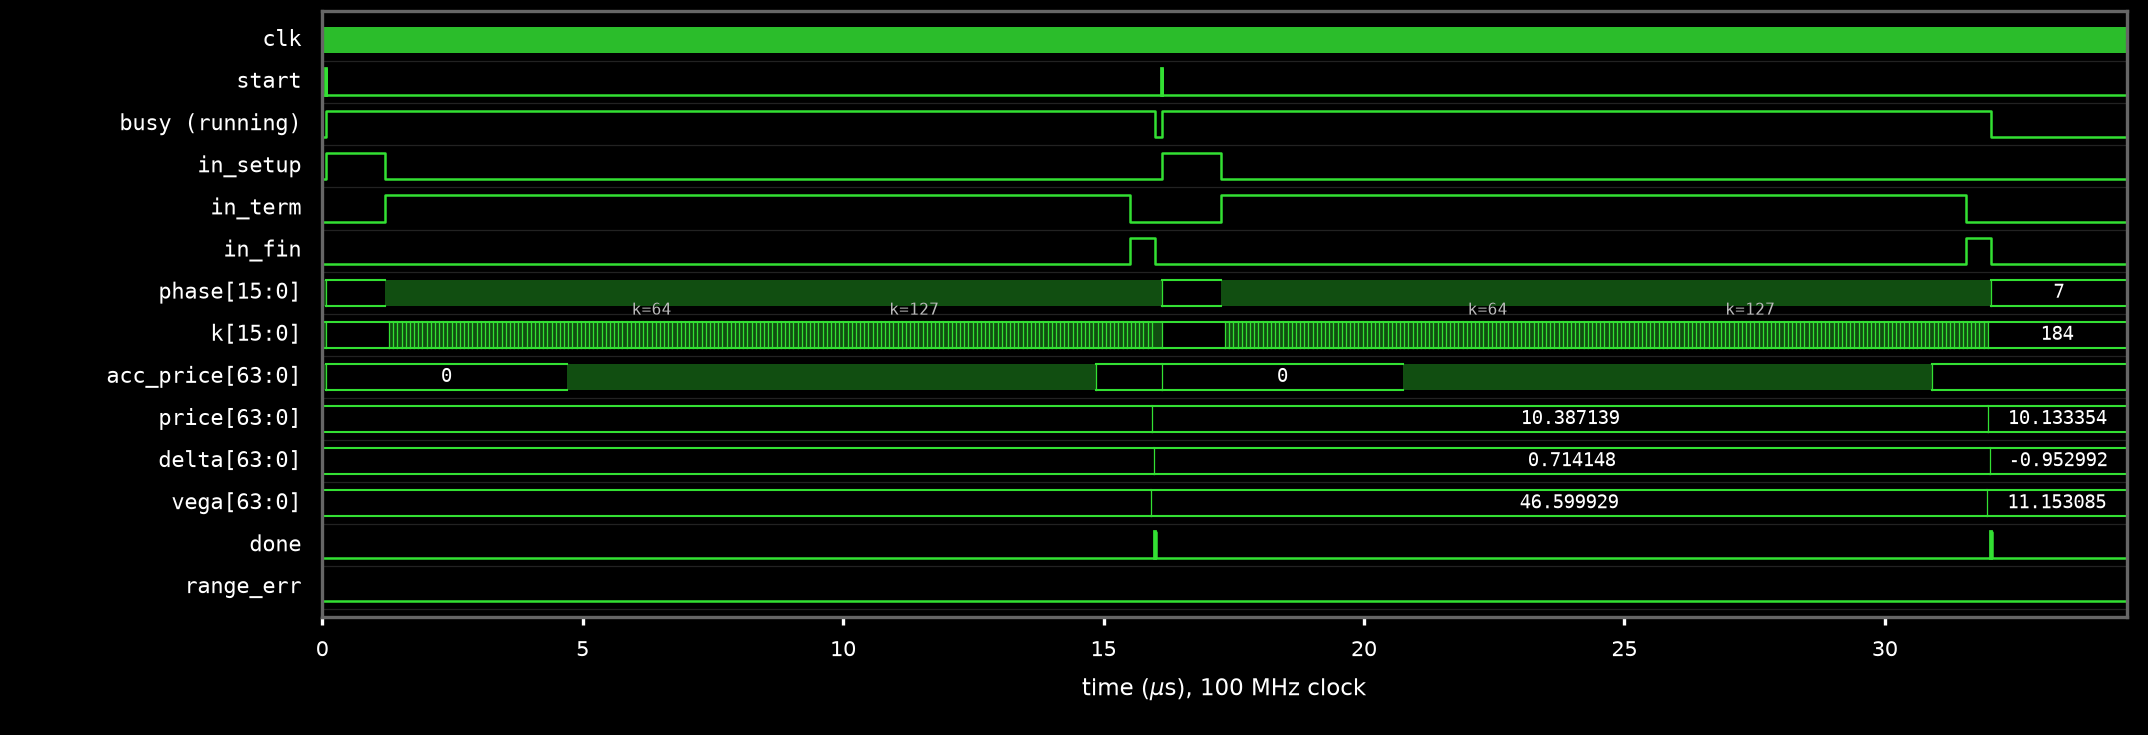 clk
start
busy (running)
in_setup
in_term
in_fin
phase[15:0] 7
k=64 k=127 k=64 k=127
k[15:0] 184
acc_price[63:0] 0 0
price[63:0] 10.387139 10.133354
delta[63:0] 0.714148 -0.952992
vega[63:0] 46.599929 11.153085
done
range_err
0 5 10 15 20 25 30
time (μs), 100 MHz clock